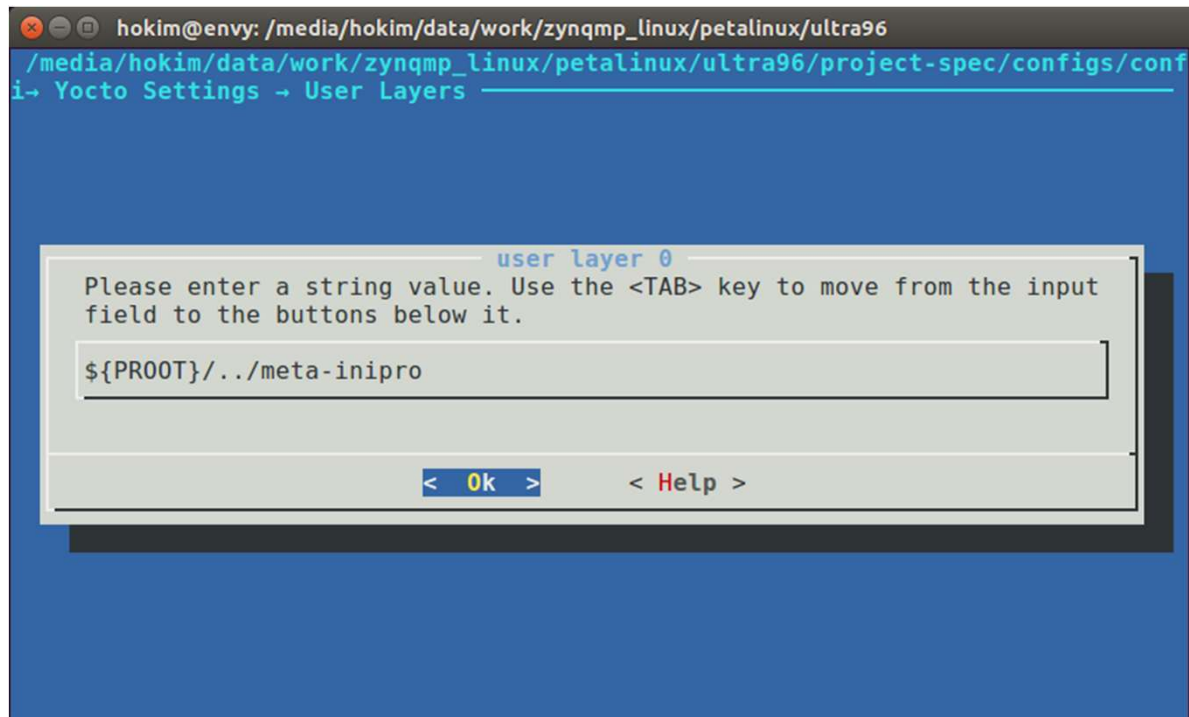 hokim@envy: /media/hokim/data/work/zynqmp_linux/petalinux/ultra96
/media/hokim/data/work/zynqmp_linux/petalinux/ultra96/project-spec/configs/conf
i→ Yocto Settings → User Layers
user layer 0
Please enter a string value. Use the <TAB> key to move from the input
field to the buttons below it.
${PROOT}/../meta-inipro
< Ok > < Help >